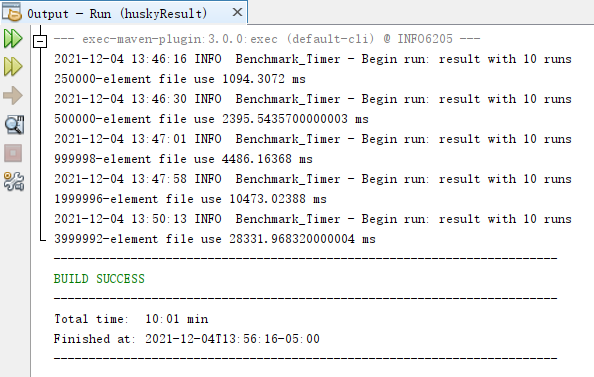 Output - Run (huskyResult)
--- exec-maven-plugin:3.0.0:exec (default-cli) @ INFO6205 ---
2021-12-04 13:46:16 INFO  Benchmark_Timer - Begin run: result with 10 runs
250000-element file use 1094.3072 ms
2021-12-04 13:46:30 INFO  Benchmark_Timer - Begin run: result with 10 runs
500000-element file use 2395.5435700000003 ms
2021-12-04 13:47:01 INFO  Benchmark_Timer - Begin run: result with 10 runs
999998-element file use 4486.16368 ms
2021-12-04 13:47:58 INFO  Benchmark_Timer - Begin run: result with 10 runs
1999996-element file use 10473.02388 ms
2021-12-04 13:50:13 INFO  Benchmark_Timer - Begin run: result with 10 runs
3999992-element file use 28331.968320000004 ms
------------------------------------------------------------------------
BUILD SUCCESS
------------------------------------------------------------------------
Total time:  10:01 min
Finished at: 2021-12-04T13:56:16-05:00
------------------------------------------------------------------------